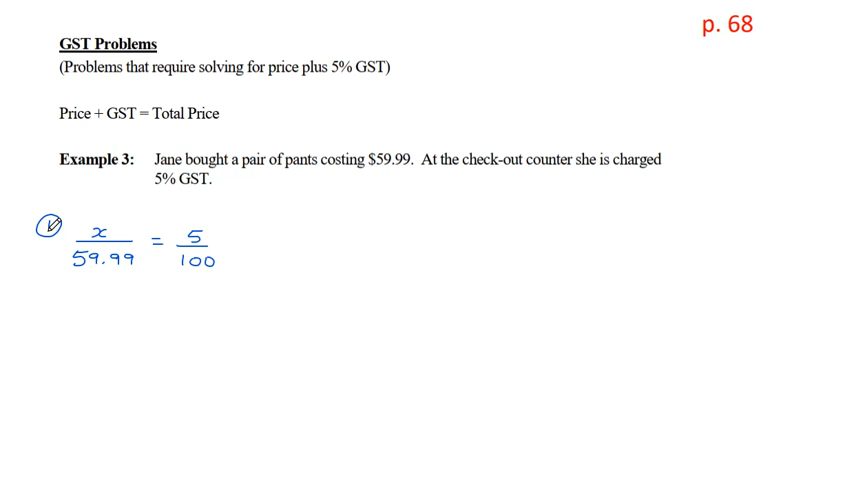 p. 68
GST Problems
(Problems that require solving for price plus 5% GST)
Price + GST = Total Price
Example 3: Jane bought a pair of pants costing $59.99. At the check-out counter she is charged
5% GST.
x / 59.99 = 5 / 100